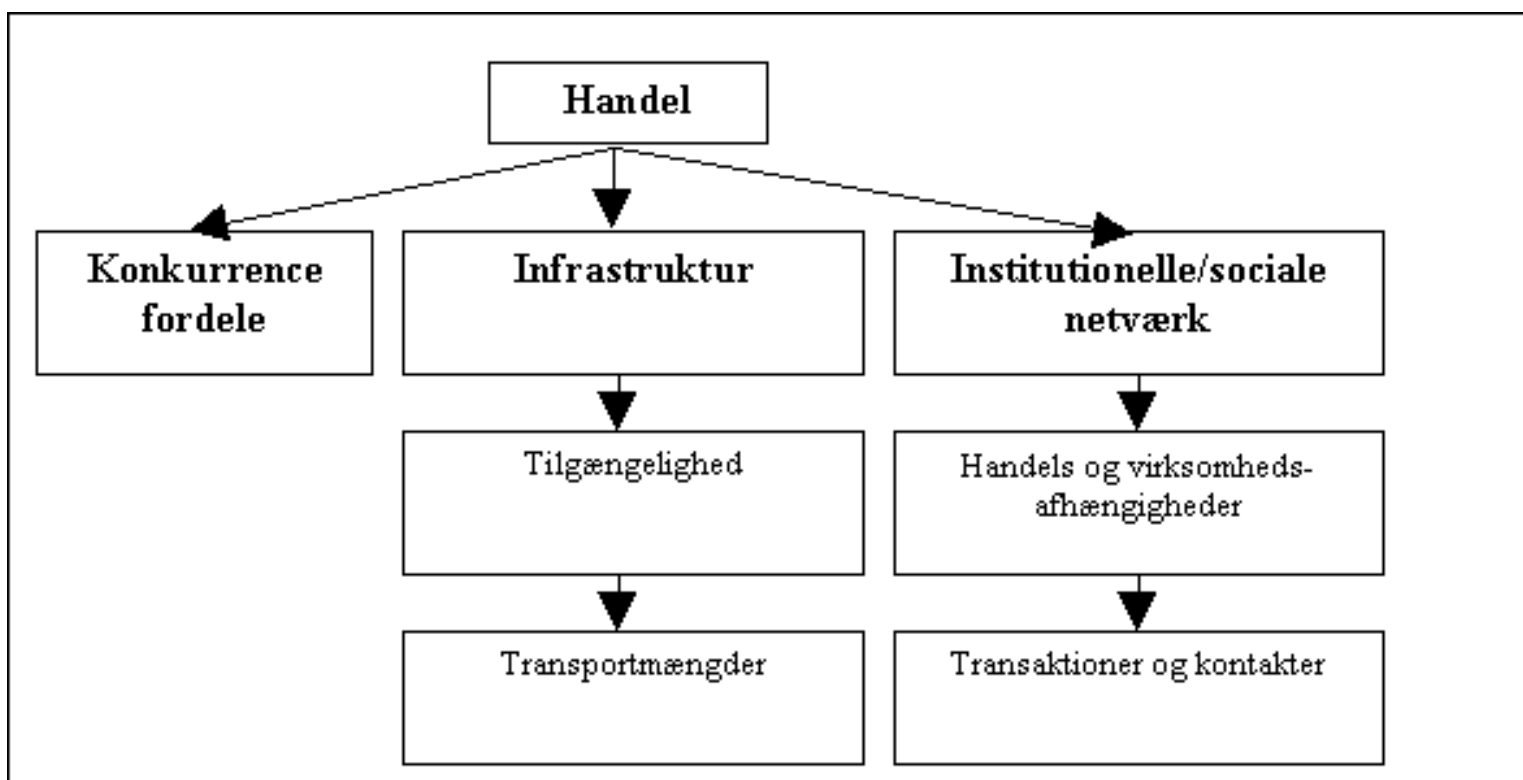 Handel
Konkurrence
fordele
Infrastruktur
Institutionelle/sociale
netværk
Tilgængelighed
Handels og virksomheds-
afhængigheder
Transportmængder
Transaktioner og kontakter